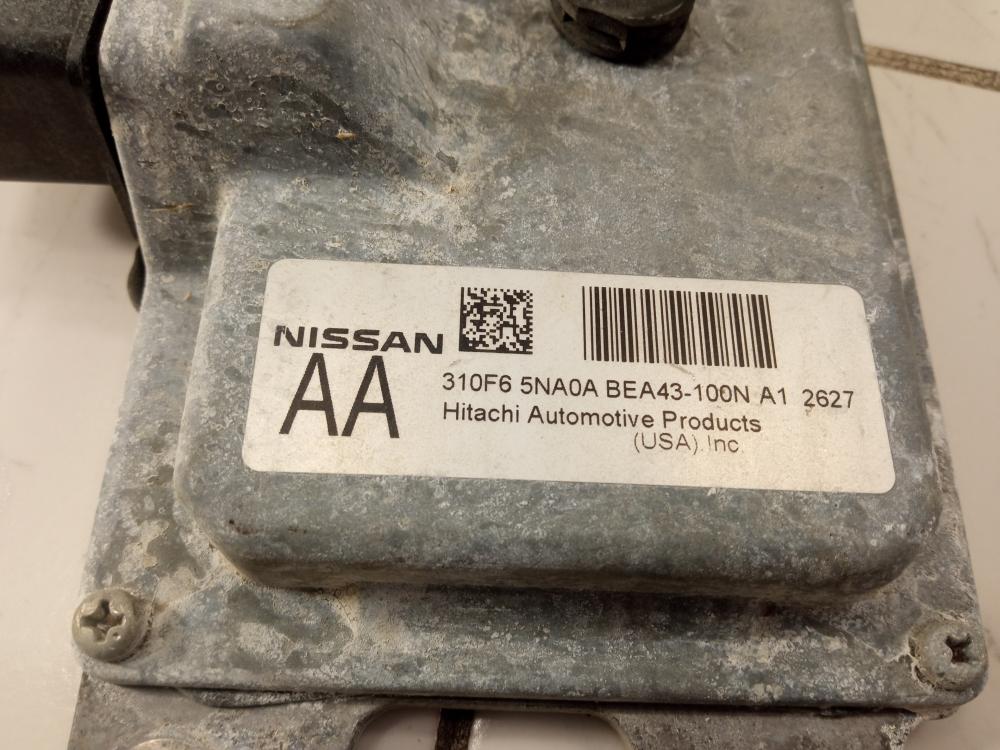 NISSAN
AA
310F6 5NA0A BEA43-100N A1 2627
Hitachi Automotive Products
(USA).Inc.